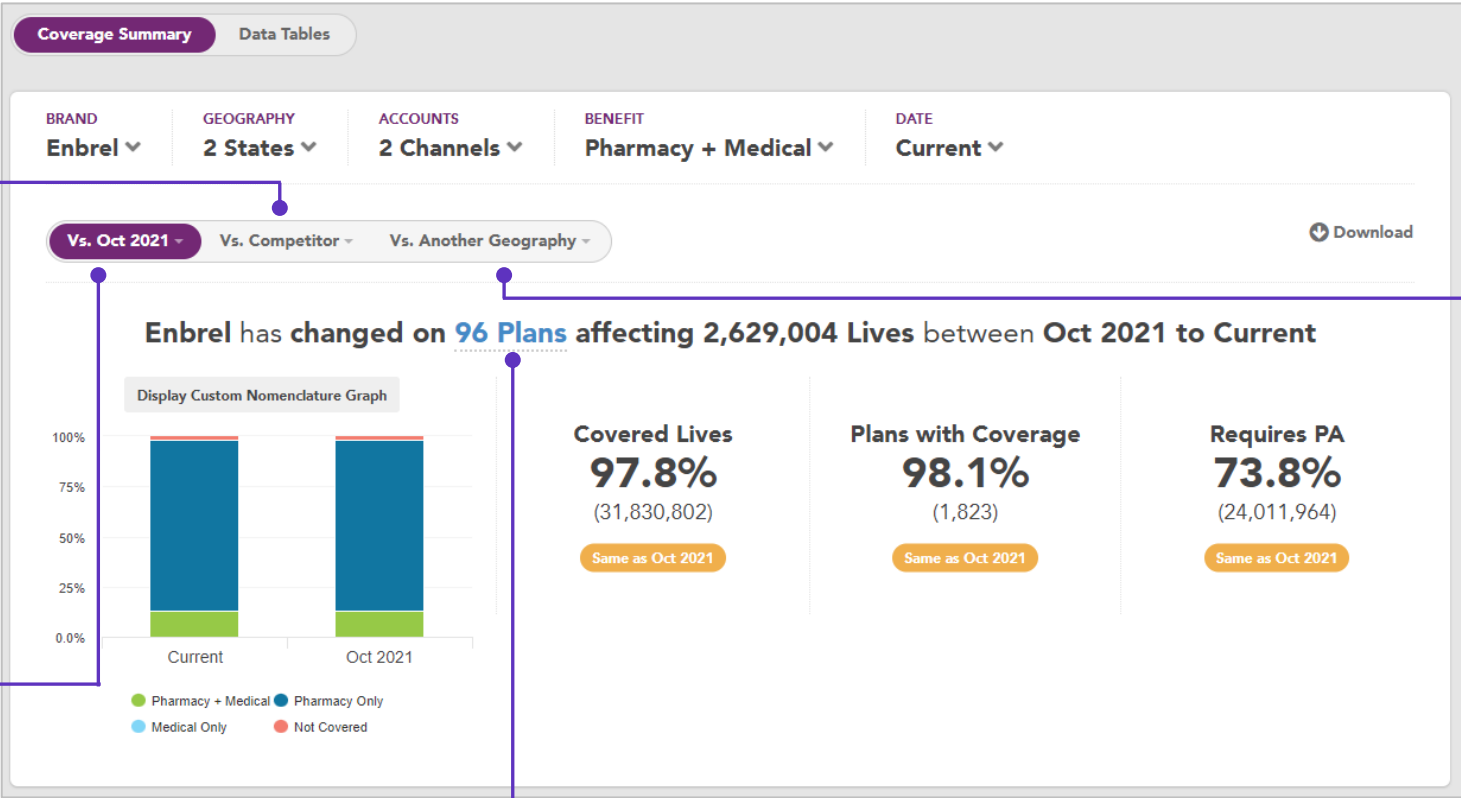 Coverage Summary Data Tables
BRAND GEOGRAPHY ACCOUNTS BENEFIT DATE
Enbrel 2 States 2 Channels Pharmacy + Medical Current
Vs. Oct 2021 Vs. Competitor Vs. Another Geography Download
Enbrel has changed on 96 Plans affecting 2,629,004 Lives between Oct 2021 to Current
Display Custom Nomenclature Graph
100%
75%
50%
25%
0.0%
Current Oct 2021
Pharmacy + Medical Pharmacy Only
Medical Only Not Covered
Covered Lives
97.8%
(31,830,802)
Same as Oct 2021
Plans with Coverage
98.1%
(1,823)
Same as Oct 2021
Requires PA
73.8%
(24,011,964)
Same as Oct 2021